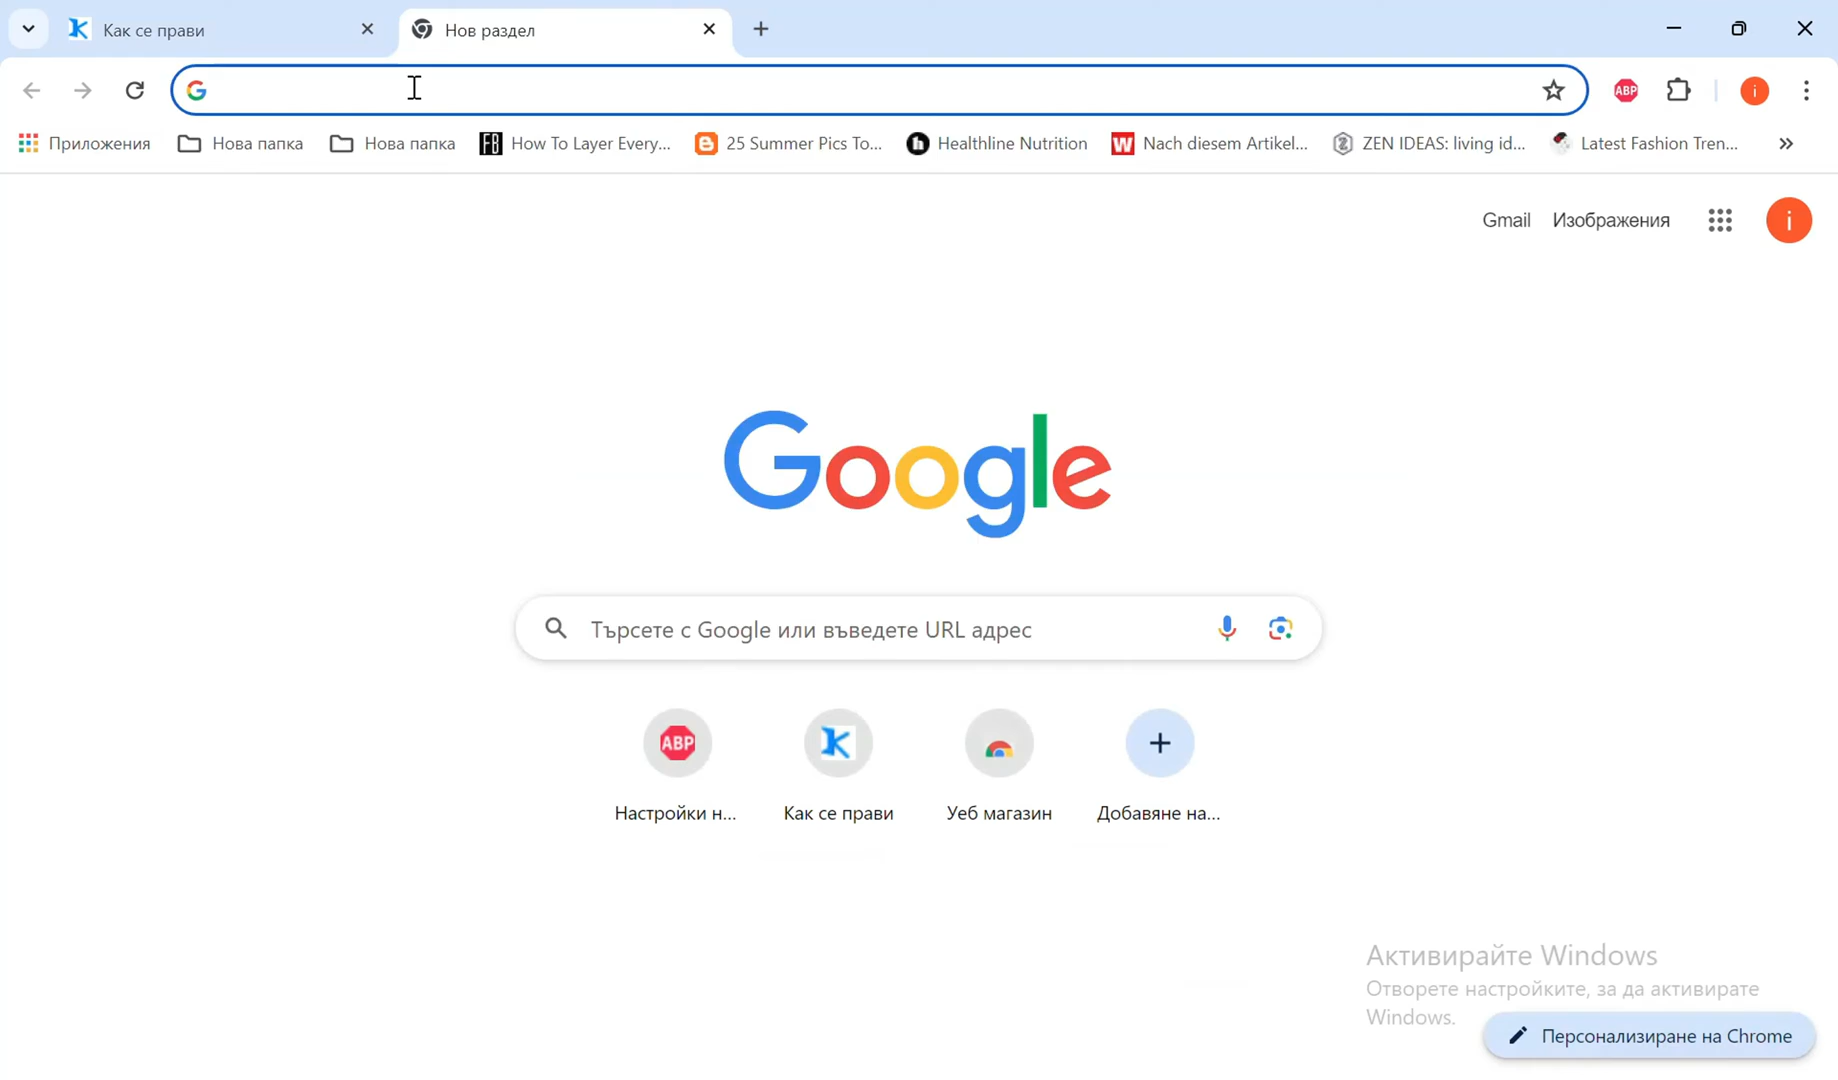 Как се прави
Нов раздел
Приложения Нова папка Нова папка FB How To Layer Every... 25 Summer Pics To... Healthline Nutrition Nach diesem Artikel... ZEN IDEAS: living id... Latest Fashion Tren...
Gmail Изображения
i
Google
Търсете с Google или въведете URL адрес
ABP
Настройки н... Как се прави Уеб магазин Добавяне на...
Активирайте Windows
Отворете настройките, за да активирате
Windows.
Персонализиране на Chrome